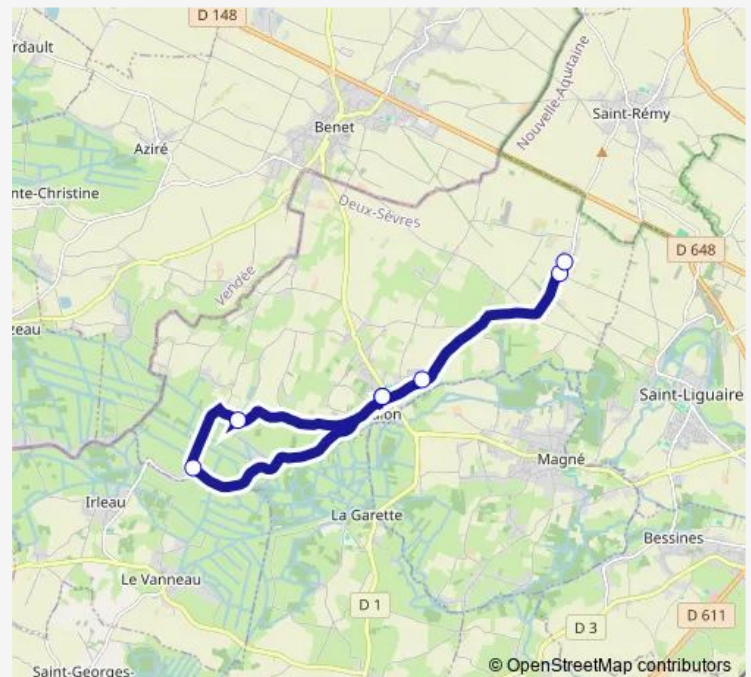 D 148
rdault
Nouvelle-Aquitaine
Saint-Rémy
Benet
Aziré
nte-Christine
Deux-Sèvres
D 648
Vendée
zeau
Saint-Liguaire
lon
Magné
Irleau
La Garette
Bessines
Le Vanneau
D 1
D 611
D 3
Saint-Georges-
© OpenStreetMap contributors